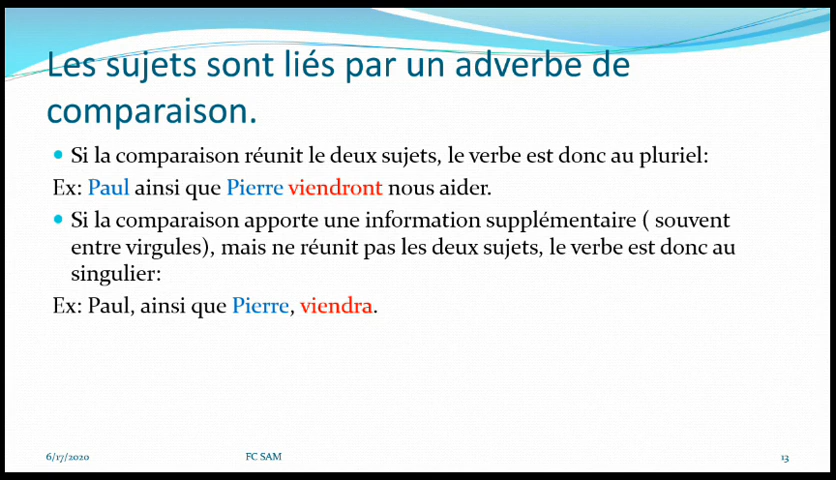 Les sujets sont liés par un adverbe de
comparaison.
• Si la comparaison réunit le deux sujets, le verbe est donc au pluriel:
Ex: Paul ainsi que Pierre viendront nous aider.
• Si la comparaison apporte une information supplémentaire ( souvent
entre virgules), mais ne réunit pas les deux sujets, le verbe est donc au
singulier:
Ex: Paul, ainsi que Pierre, viendra.
6/17/2020 FC SAM 13